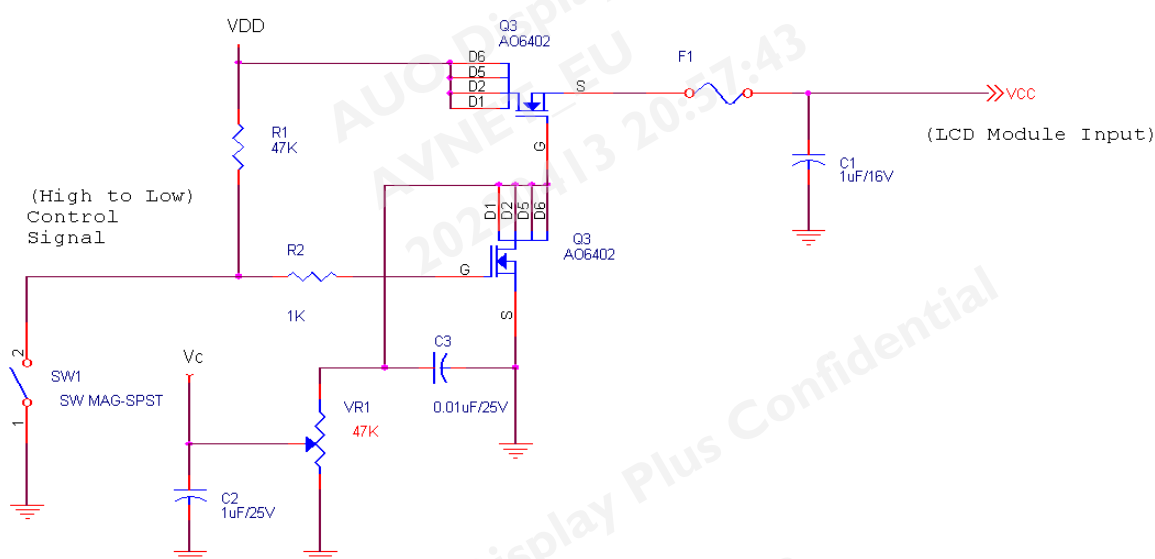 VDD
Q3
AO6402
D6
D5
D2
D1
S
G
F1
VCC
(LCD Module Input)
C1
1uF/16V
R1
47K
(High to Low)
Control
Signal
D1
D2
D5
D6
Q3
AO6402
R2
1K
G
S
C3
0.01uF/25V
2
SW1
SW MAG-SPST
1
Vc
VR1
47K
C2
1uF/25V
AUO Display Plus Confidential
AVNET_EU